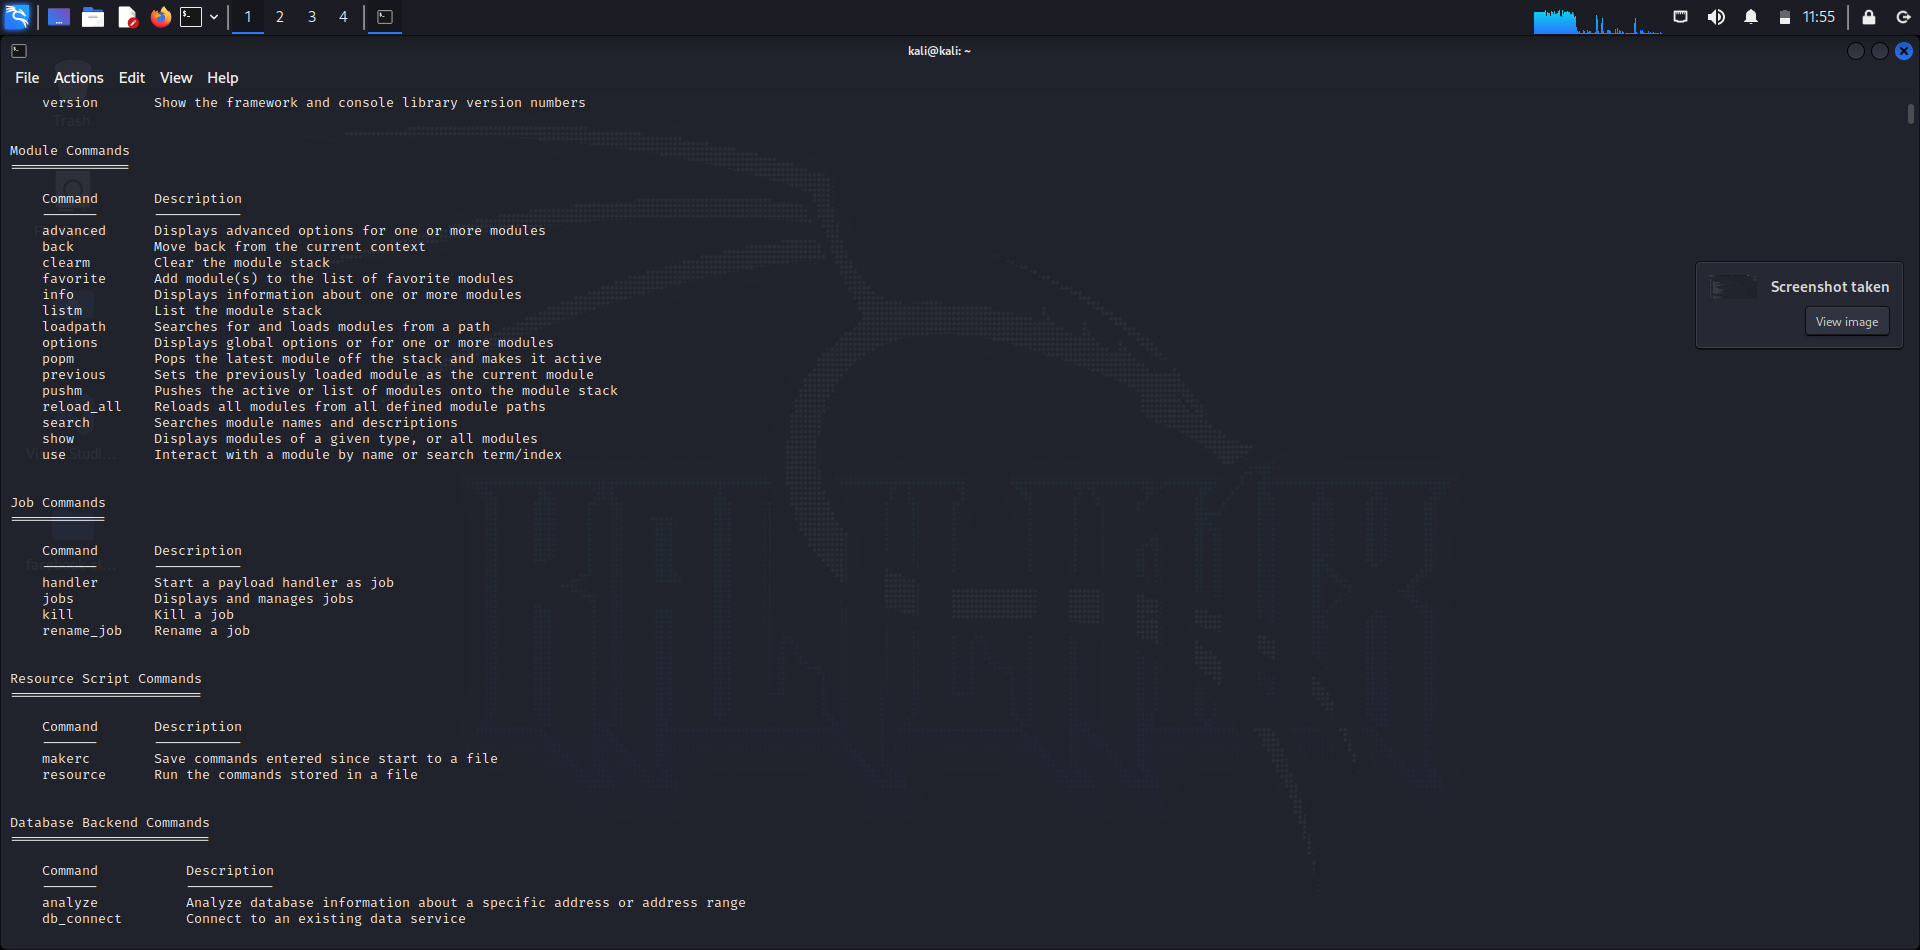 1 2 3 4
11:55
kali@kali: ~
File Actions Edit View Help
version Show the framework and console library version numbers
Trash
Module Commands
Command Description
advanced Displays advanced options for one or more modules
back Move back from the current context
clearm Clear the module stack
favorite Add module(s) to the list of favorite modules
info Displays information about one or more modules
listm List the module stack
loadpath Searches for and loads modules from a path
options Displays global options or for one or more modules
popm Pops the latest module off the stack and makes it active
previous Sets the previously loaded module as the current module
pushm Pushes the active or list of modules onto the module stack
reload_all Reloads all modules from all defined module paths
search Searches module names and descriptions
show Displays modules of a given type, or all modules
use Interact with a module by name or search term/index
Screenshot taken
View image
Job Commands
Command Description
handler Start a payload handler as job
jobs Displays and manages jobs
kill Kill a job
rename_job Rename a job
Resource Script Commands
Command Description
makerc Save commands entered since start to a file
resource Run the commands stored in a file
Database Backend Commands
Command Description
analyze Analyze database information about a specific address or address range
db_connect Connect to an existing data service